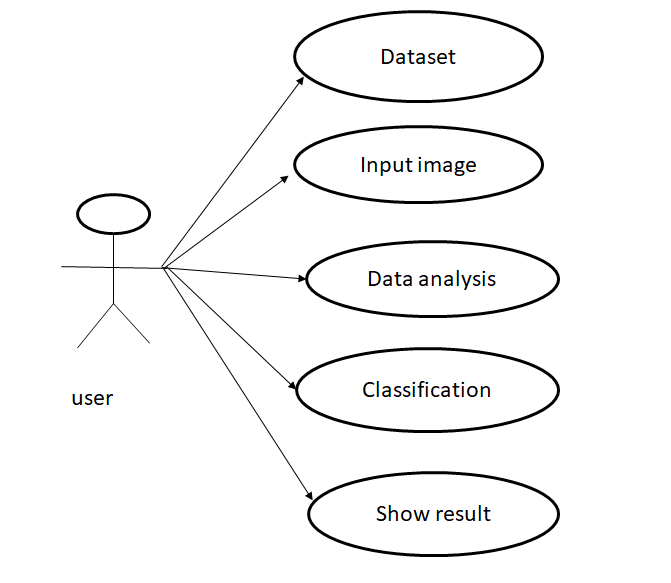 Dataset
Input image
Data analysis
Classification
user
Show result